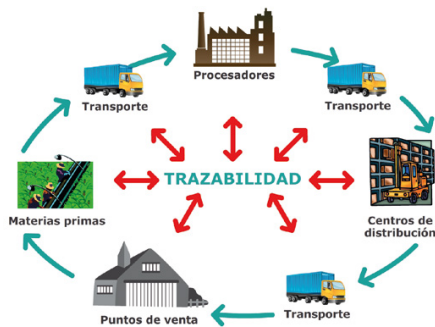 Procesadores
Transporte
Transporte
TRAZABILIDAD
Materias primas
Centros de
distribución
Transporte
Puntos de venta